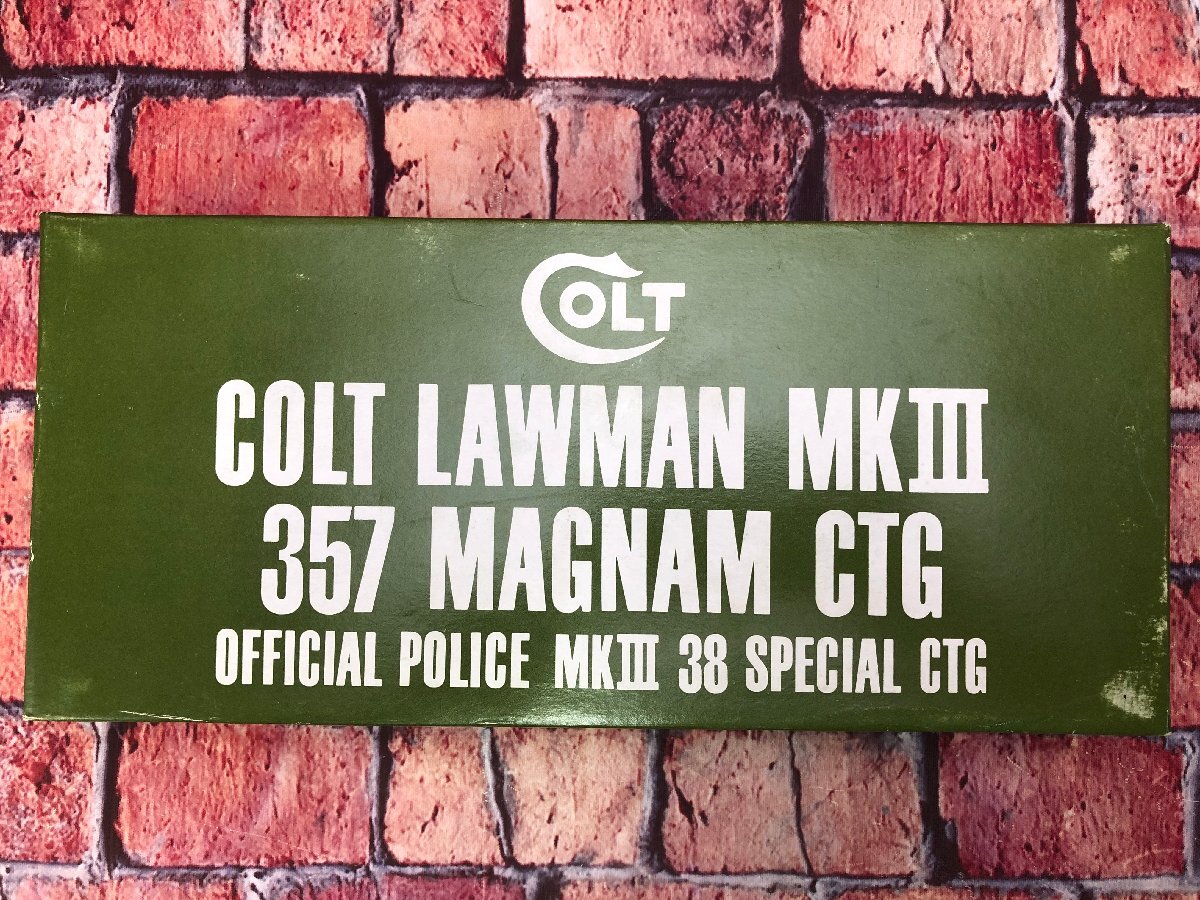 COLT
COLT LAWMAN MKIII
357 MAGNAM CTG
OFFICIAL POLICE MKIII 38 SPECIAL CTG